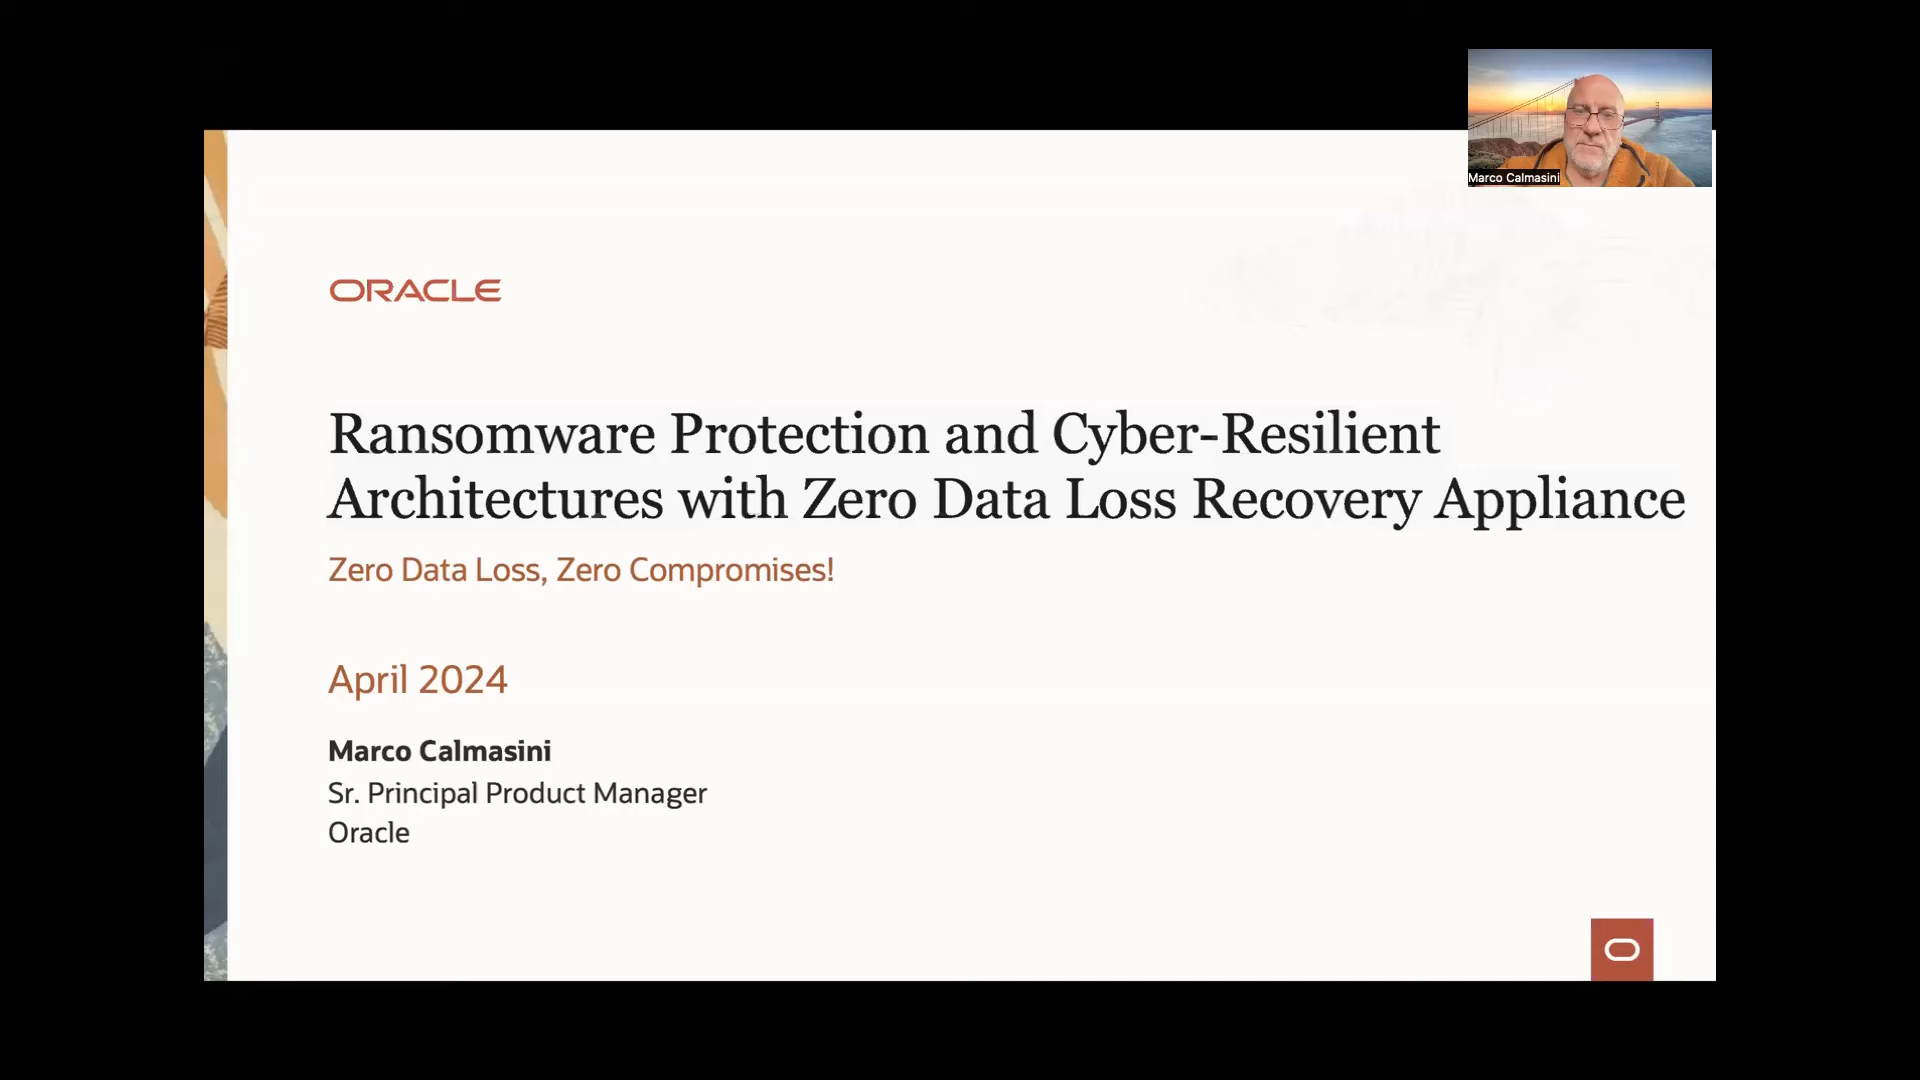 Marco Calmasini
ORACLE
Ransomware Protection and Cyber-Resilient
Architectures with Zero Data Loss Recovery Appliance
Zero Data Loss, Zero Compromises!
April 2024
Marco Calmasini
Sr. Principal Product Manager
Oracle